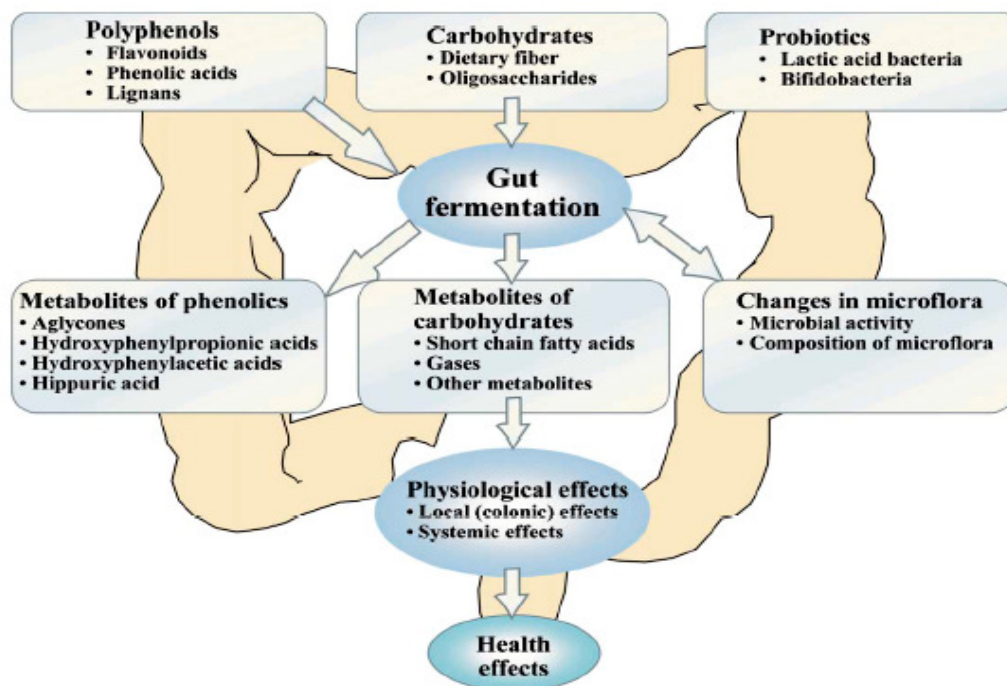 Polyphenols
• Flavonoids
• Phenolic acids
• Lignans
Carbohydrates
• Dietary fiber
• Oligosaccharides
Probiotics
• Lactic acid bacteria
• Bifidobacteria
Gut
fermentation
Metabolites of phenolics
• Aglycones
• Hydroxyphenylpropionic acids
• Hydroxyphenylacetic acids
• Hippuric acid
Metabolites of
carbohydrates
• Short chain fatty acids
• Gases
• Other metabolites
Changes in microflora
• Microbial activity
• Composition of microflora
Physiological effects
• Local (colonic) effects
• Systemic effects
Health
effects